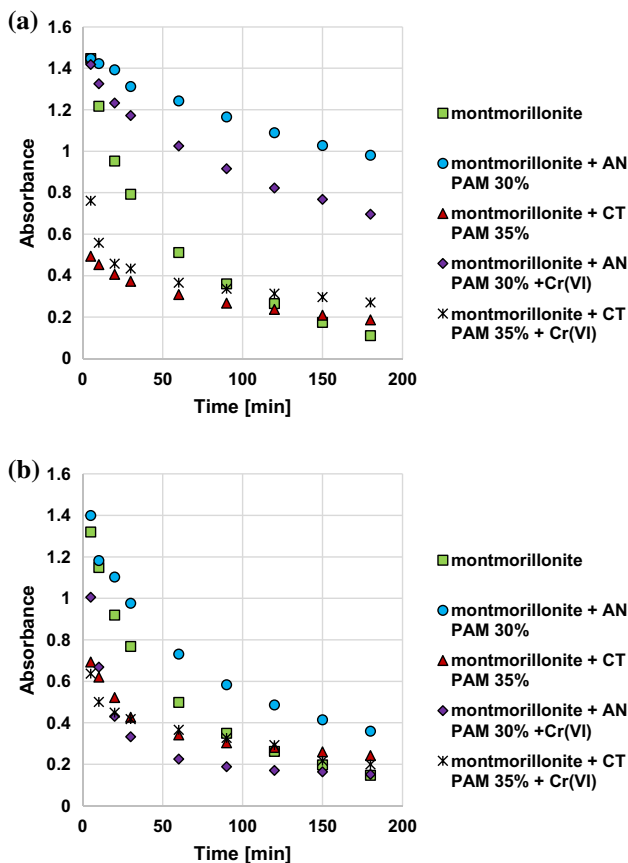 (a)
1.6
1.4
1.2
1
0.8
0.6
0.4
0.2
0
Absorbance
0 50 100 150 200
Time [min]
montmorillonite
montmorillonite + AN
PAM 30%
montmorillonite + CT
PAM 35%
montmorillonite + AN
PAM 30% +Cr(VI)
montmorillonite + CT
PAM 35% + Cr(VI)
(b)
1.6
1.4
1.2
1
0.8
0.6
0.4
0.2
0
Absorbance
0 50 100 150 200
Time [min]
montmorillonite
montmorillonite + AN
PAM 30%
montmorillonite + CT
PAM 35%
montmorillonite + AN
PAM 30% +Cr(VI)
montmorillonite + CT
PAM 35% + Cr(VI)